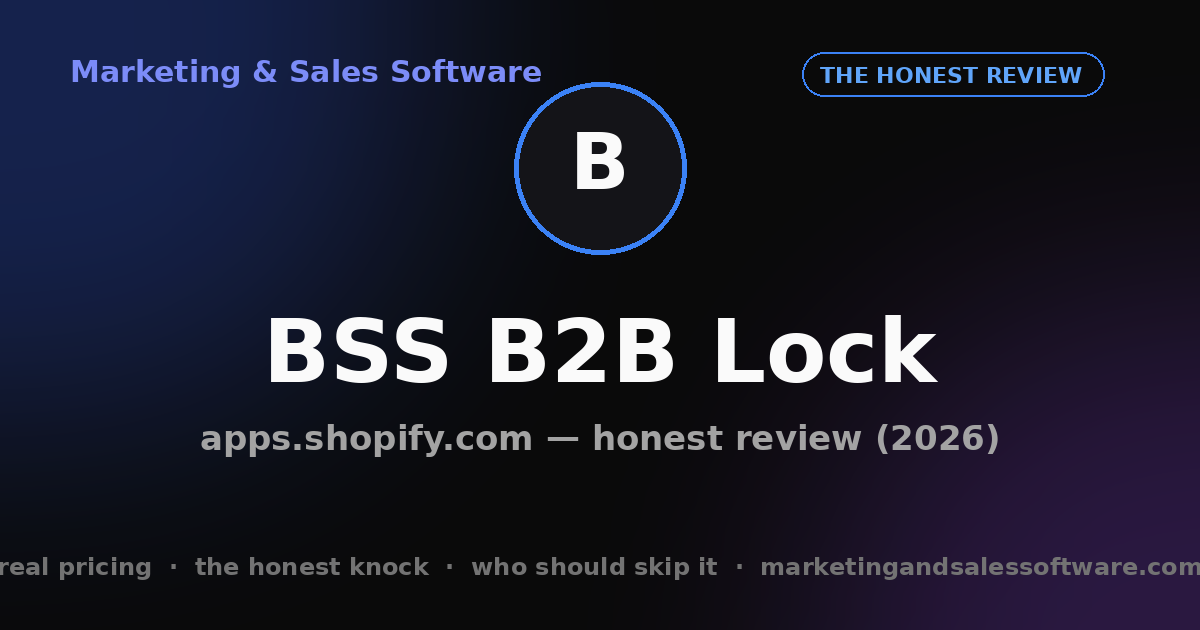 Marketing & Sales Software
THE HONEST REVIEW
B
BSS B2B Lock
apps.shopify.com — honest review (2026)
real pricing · the honest knock · who should skip it · marketingandsalessoftware.com